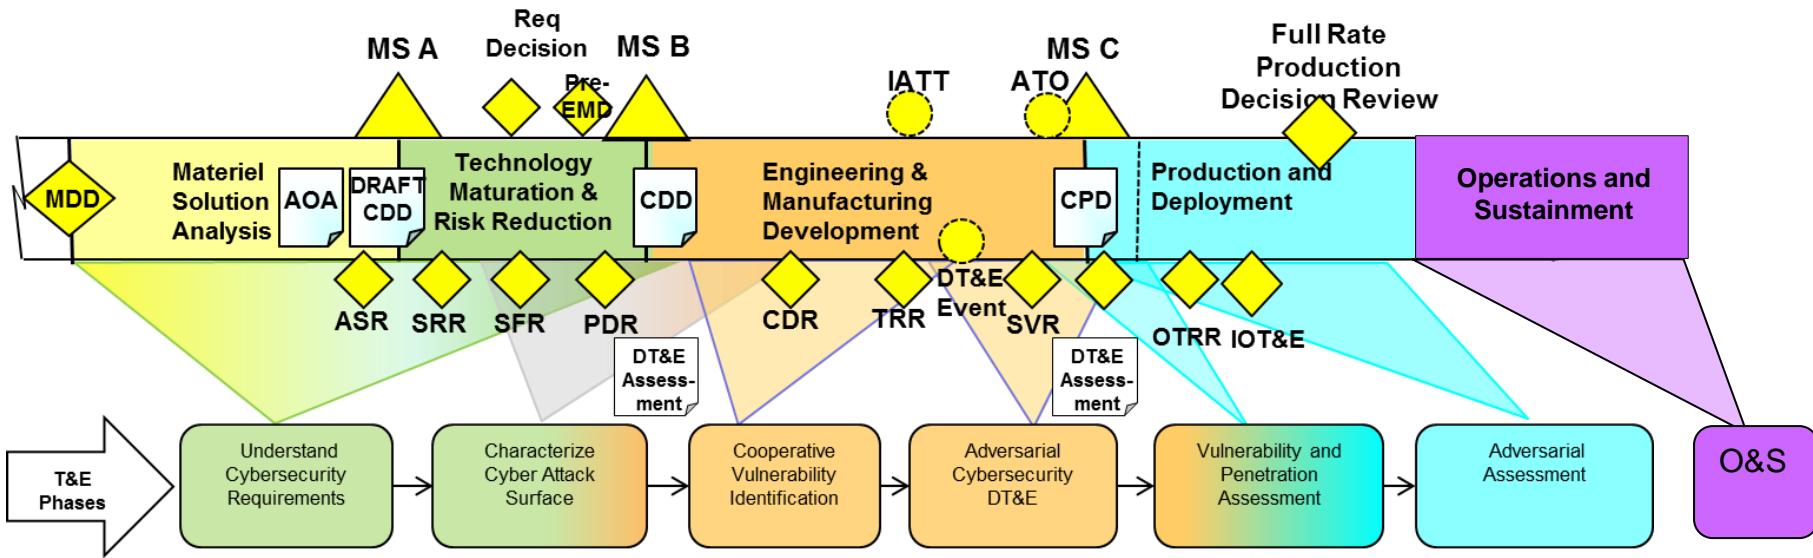 Req
Decision
MS A
MS B
Pre-
EMD
IATT
ATO
MS C
Full Rate
Production
Decision Review
MDD
Materiel
Solution
Analysis
AOA
DRAFT
CDD
Technology
Maturation &
Risk Reduction
CDD
Engineering &
Manufacturing
Development
CPD
Production and
Deployment
Operations and
Sustainment
ASR
SRR
SFR
PDR
CDR
TRR
DT&E
Event
SVR
OTRR
IOT&E
DT&E
Assess-
ment
DT&E
Assess-
ment
T&E
Phases
Understand
Cybersecurity
Requirements
Characterize
Cyber Attack
Surface
Cooperative
Vulnerability
Identification
Adversarial
Cybersecurity
DT&E
Vulnerability and
Penetration
Assessment
Adversarial
Assessment
O&S